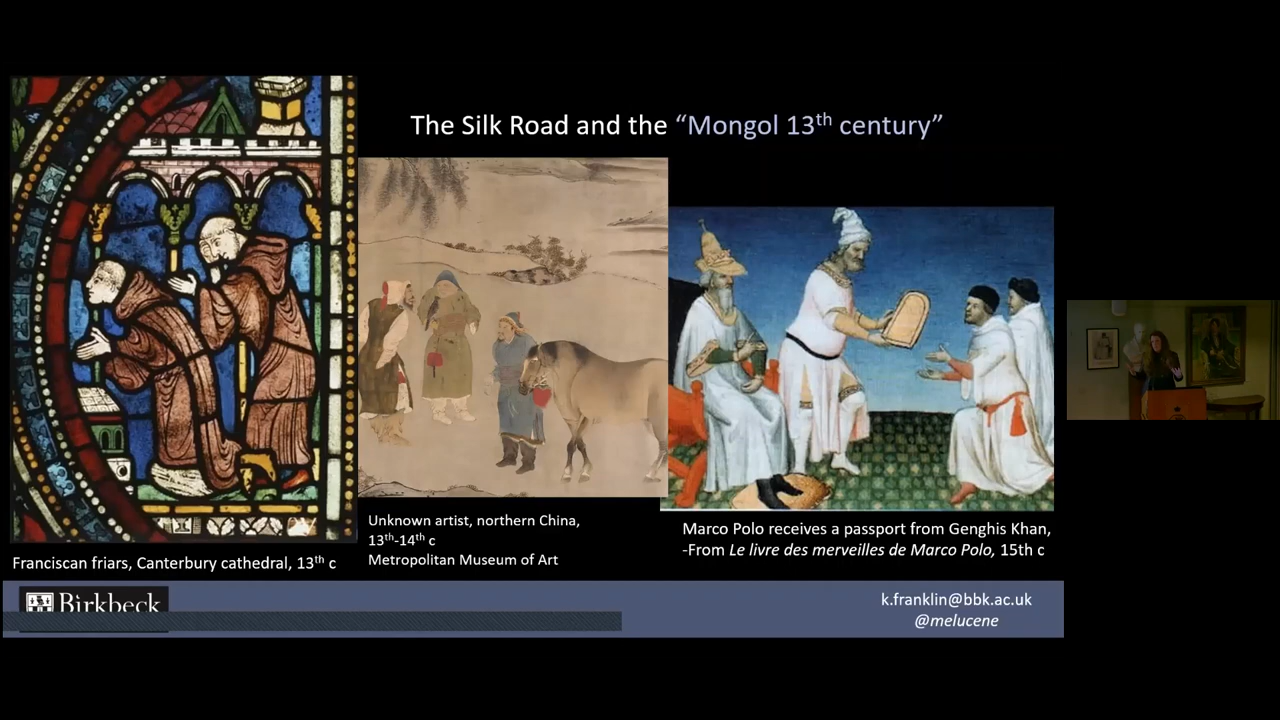 The Silk Road and the “Mongol 13th century”
Unknown artist, northern China,
13th-14th c
Metropolitan Museum of Art
Marco Polo receives a passport from Genghis Khan,
-From Le livre des merveilles de Marco Polo, 15th c
Franciscan friars, Canterbury cathedral, 13th c
Birkbeck
k.franklin@bbk.ac.uk
@melucene